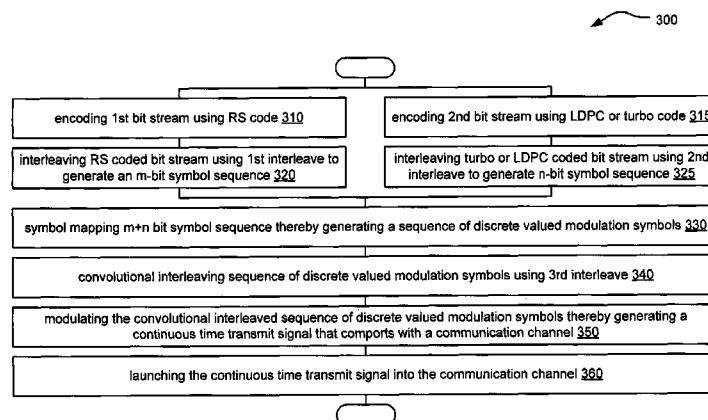 300
encoding 1st bit stream using RS code 310
encoding 2nd bit stream using LDPC or turbo code 315
interleaving RS coded bit stream using 1st interleave to
generate an m-bit symbol sequence 320
interleaving turbo or LDPC coded bit stream using 2nd
interleave to generate n-bit symbol sequence 325
symbol mapping m+n bit symbol sequence thereby generating a sequence of discrete valued modulation symbols 330
convolutional interleaving sequence of discrete valued modulation symbols using 3rd interleave 340
modulating the convolutional interleaved sequence of discrete valued modulation symbols thereby generating a
continuous time transmit signal that comports with a communication channel 350
launching the continuous time transmit signal into the communication channel 360